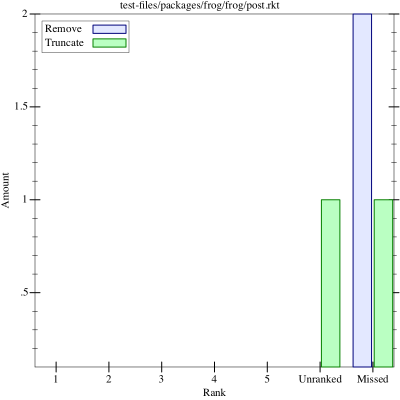 test-files/packages/frog/frog/post.rkt
Remove
Truncate
2
1.5
1
.5
Amount
1 2 3 4 5 Unranked Missed
Rank